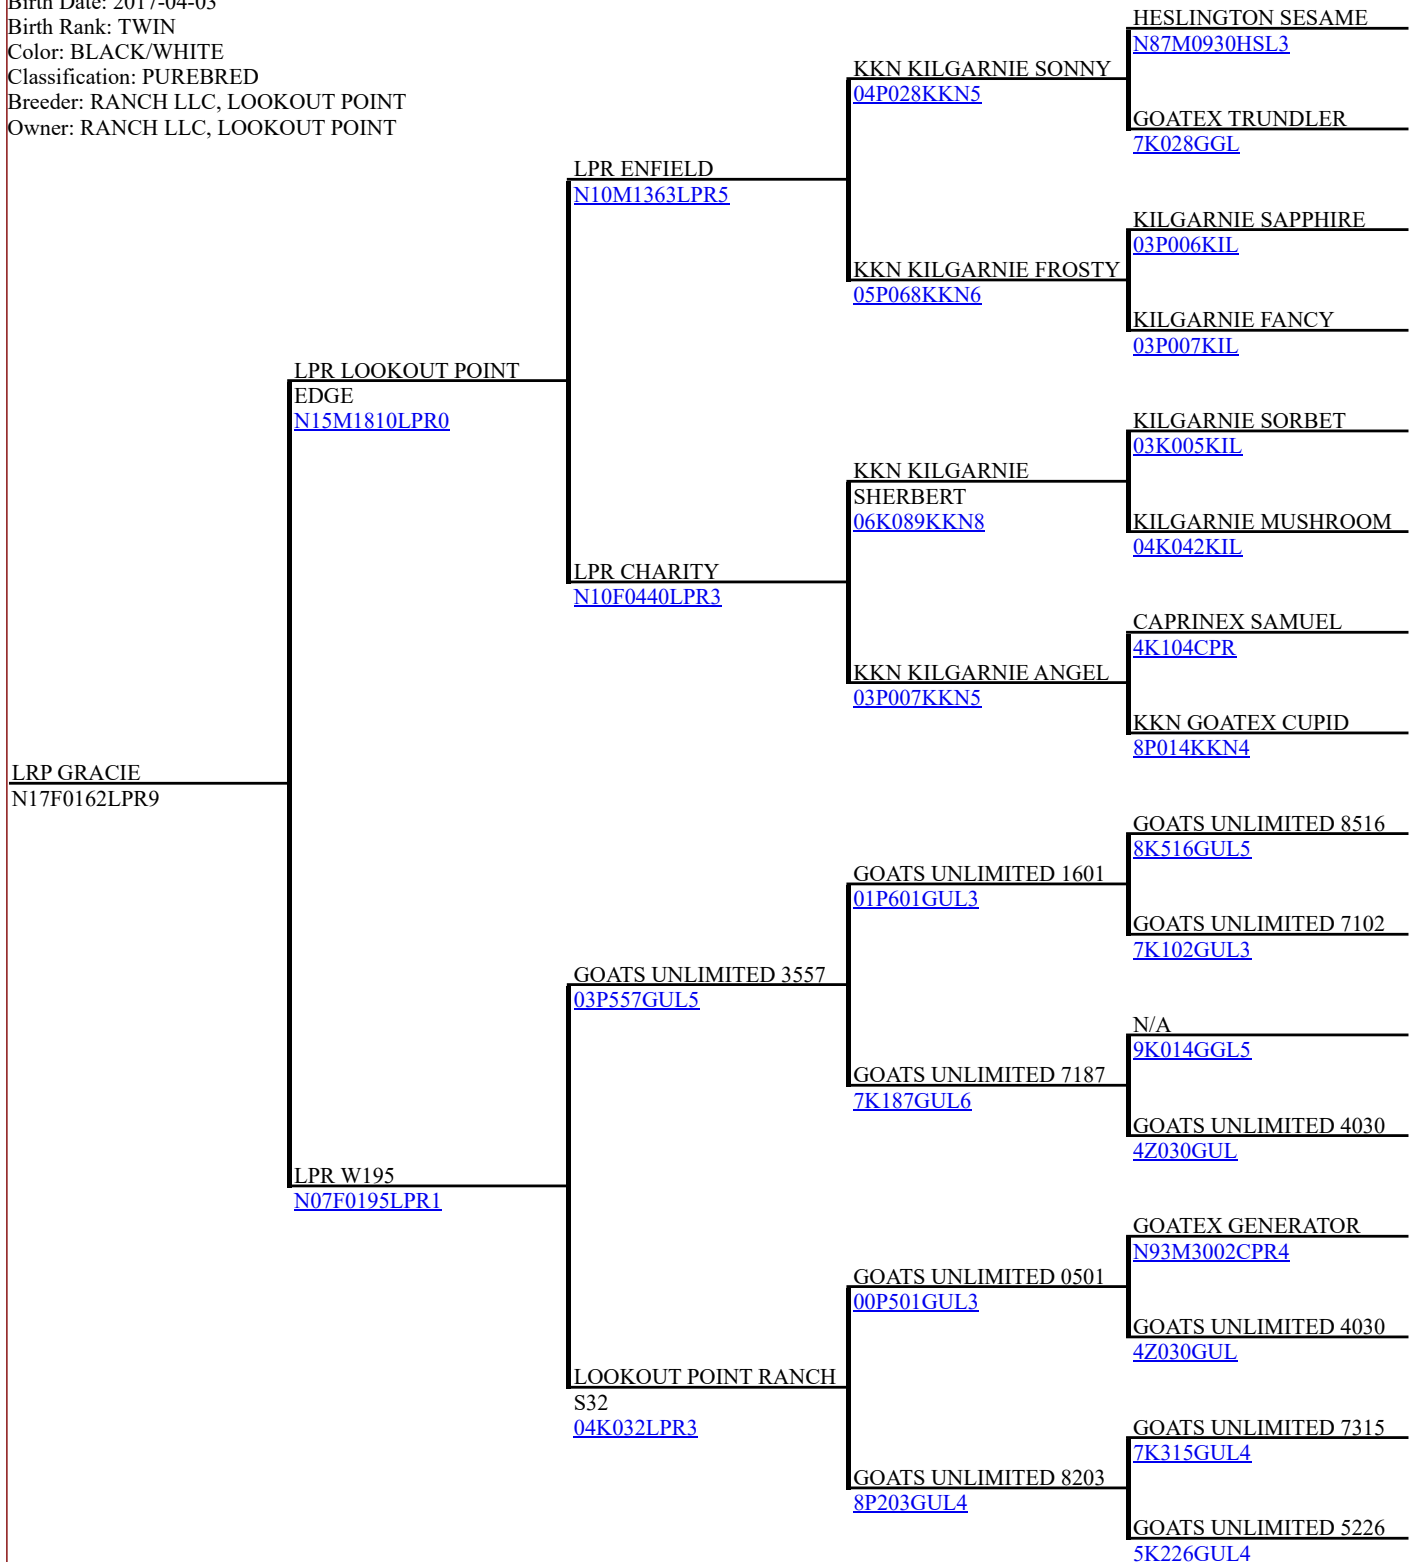 Birth Date: 2017-04-03
Birth Rank: TWIN
Color: BLACK/WHITE
Classification: PUREBRED
Breeder: RANCH LLC, LOOKOUT POINT
Owner: RANCH LLC, LOOKOUT POINT
LRP GRACIE
N17F0162LPR9
LPR LOOKOUT POINT
EDGE
N15M1810LPR0
LPR W195
N07F0195LPR1
LPR ENFIELD
N10M1363LPR5
LPR CHARITY
N10F0440LPR3
GOATS UNLIMITED 3557
03P557GUL5
LOOKOUT POINT RANCH
S32
04K032LPR3
KKN KILGARNIE SONNY
04P028KKN5
KKN KILGARNIE FROSTY
05P068KKN6
KKN KILGARNIE
SHERBERT
06K089KKN8
KKN KILGARNIE ANGEL
03P007KKN5
GOATS UNLIMITED 1601
01P601GUL3
GOATS UNLIMITED 7187
7K187GUL6
GOATS UNLIMITED 0501
00P501GUL3
GOATS UNLIMITED 8203
8P203GUL4
HESLINGTON SESAME
N87M0930HSL3
GOATEX TRUNDLER
7K028GGL
KILGARNIE SAPPHIRE
03P006KIL
KILGARNIE FANCY
03P007KIL
KILGARNIE SORBET
03K005KIL
KILGARNIE MUSHROOM
04K042KIL
CAPRINEX SAMUEL
4K104CPR
KKN GOATEX CUPID
8P014KKN4
GOATS UNLIMITED 8516
8K516GUL5
GOATS UNLIMITED 7102
7K102GUL3
N/A
9K014GGL5
GOATS UNLIMITED 4030
4Z030GUL
GOATEX GENERATOR
N93M3002CPR4
GOATS UNLIMITED 4030
4Z030GUL
GOATS UNLIMITED 7315
7K315GUL4
GOATS UNLIMITED 5226
5K226GUL4